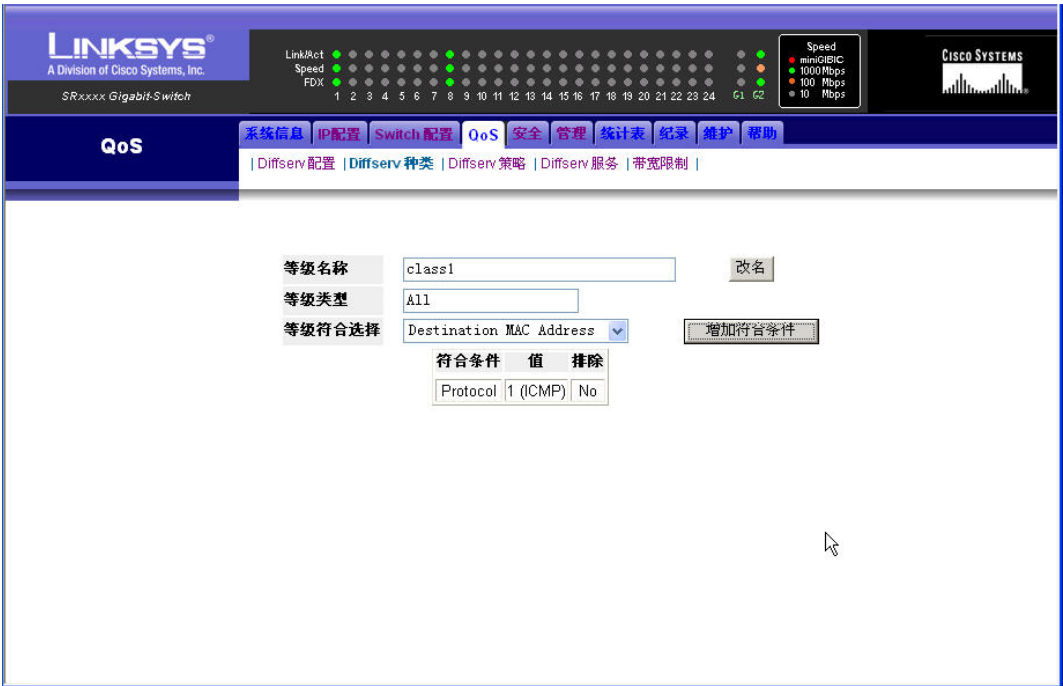 LINKSYS®
A Division of Cisco Systems, Inc.
SRxxxx Gigabit-Switch
Link/Act
Speed
FDX
1 2 3 4 5 6 7 8 9 10 11 12 13 14 15 16 17 18 19 20 21 22 23 24 G1 G2
Speed
miniGIBIC
1000 Mbps
100 Mbps
10 Mbps
CISCO SYSTEMS
QoS
系统信息 IP配置 Switch 配置 QoS 安全 管理 统计表 纪录 维护 帮助
| Diffserv 配置 | Diffserv 种类 | Diffserv 策略 | Diffserv 服务 | 带宽限制 |
等级名称 class1 改名
等级类型 All
等级符合选择 Destination MAC Address 增加符合条件
符合条件 值 排除
Protocol 1 (ICMP) No